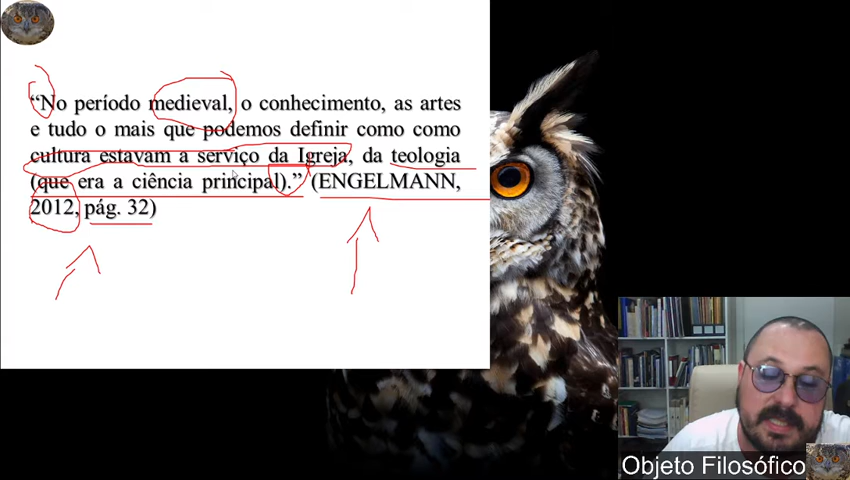 “No período medieval, o conhecimento, as artes
e tudo o mais que podemos definir como como
cultura estavam a serviço da Igreja, da teologia
(que era a ciência principal).” (ENGELMANN,
2012, pág. 32)
Objeto Filosófico